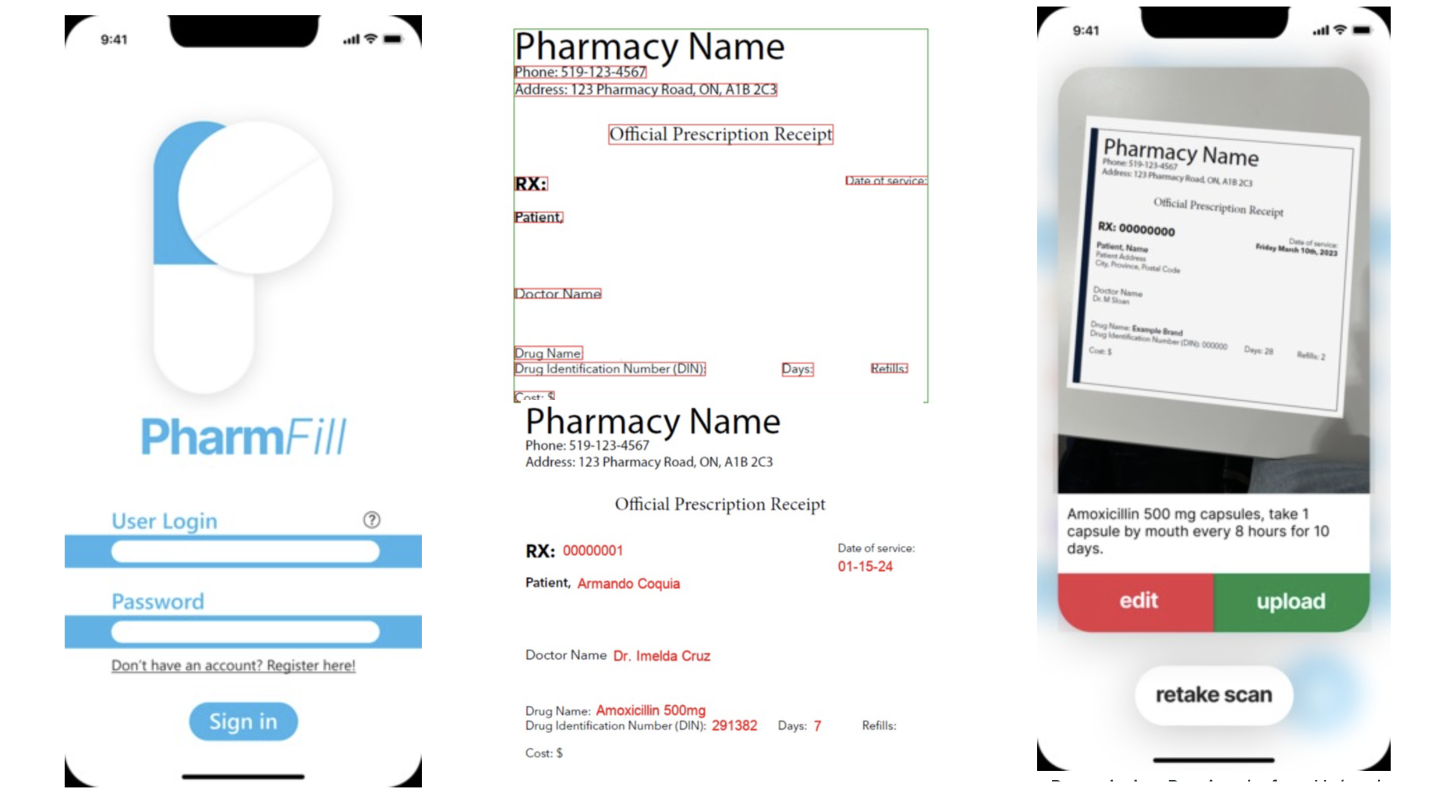 9:41
PharmFill
User Login
?
Password
Don't have an account? Register here!
Sign in
Pharmacy Name
Phone: 519-123-4567
Address: 123 Pharmacy Road, ON, A1B 2C3
Official Prescription Receipt
RX:
Date of service:
Patient,
Doctor Name
Drug Name
Drug Identification Number (DIN): Days: Refills:
Cost: $
Pharmacy Name
Phone: 519-123-4567
Address: 123 Pharmacy Road, ON, A1B 2C3
Official Prescription Receipt
RX: 00000001
Date of service:
01-15-24
Patient, Armando Coquia
Doctor Name Dr. Imelda Cruz
Drug Name: Amoxicillin 500mg
Drug Identification Number (DIN): 291382 Days: 7 Refills:
Cost: $
9:41
Pharmacy Name
Phone: 519-123-4567
Address: 123 Pharmacy Road, ON, A1B 2C3
Official Prescription Receipt
RX: 00000000
Date of service:
Friday March 10th, 2023
Patient, Name
Patient Address
City, Province, Postal Code
Doctor Name
Dr. M Sloan
Drug Name: Example Brand
Drug Identification Number (DIN): 000000 Days: 28 Refills: 2
Cost: $
Amoxicillin 500 mg capsules, take 1
capsule by mouth every 8 hours for 10
days.
edit
upload
retake scan